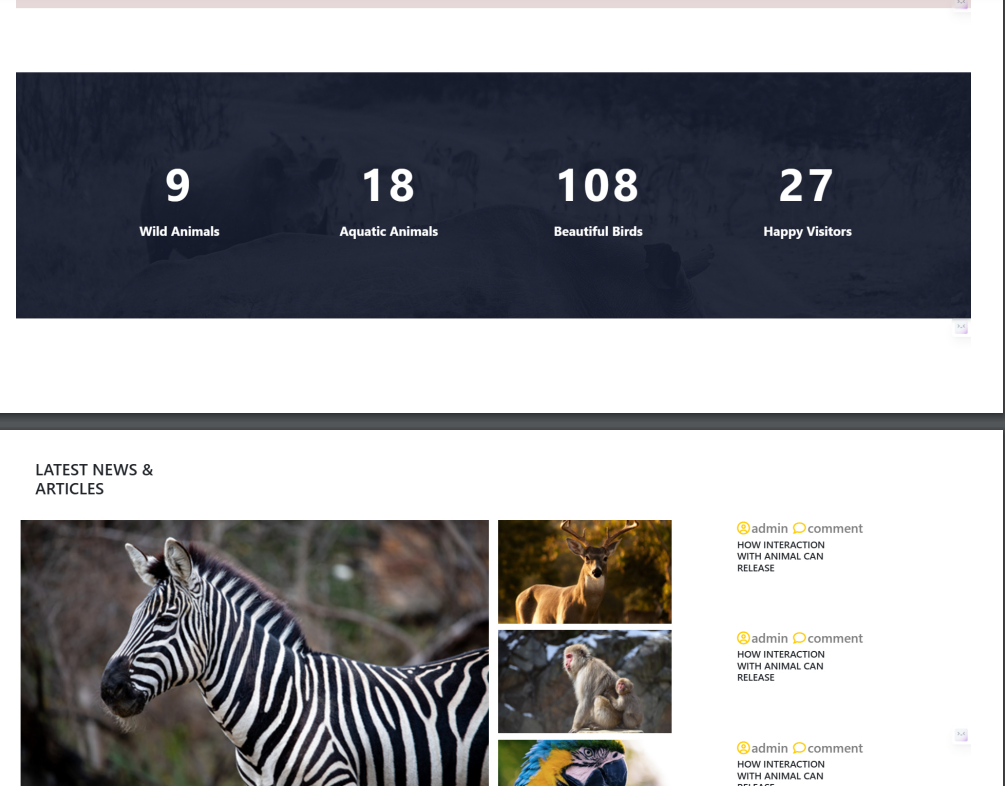 9
18
108
27
Wild Animals
Aquatic Animals
Beautiful Birds
Happy Visitors
LATEST NEWS &
ARTICLES
admin comment
HOW INTERACTION
WITH ANIMAL CAN
RELEASE
admin comment
HOW INTERACTION
WITH ANIMAL CAN
RELEASE
admin comment
HOW INTERACTION
WITH ANIMAL CAN
RELEASE